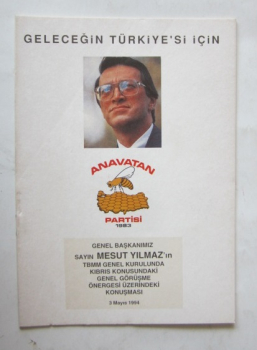 GELECEĞİN TÜRKİYE'Sİ İÇİN
ANAVATAN
PARTİSİ
1983
GENEL BAŞKANIMIZ
SAYIN MESUT YILMAZ'ın
TBMM GENEL KURULUNDA
KIBRIS KONUSUNDAKİ
GENEL GÖRÜŞME
ÖNERGESİ ÜZERİNDEKİ
KONUŞMASI
3 Mayıs 1994